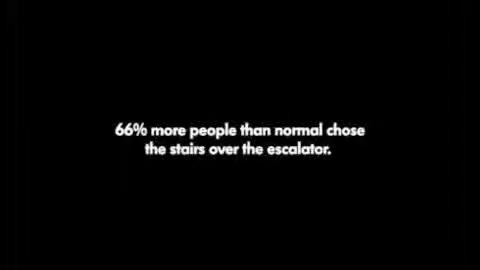 66% more people than normal chose
the stairs over the escalator.